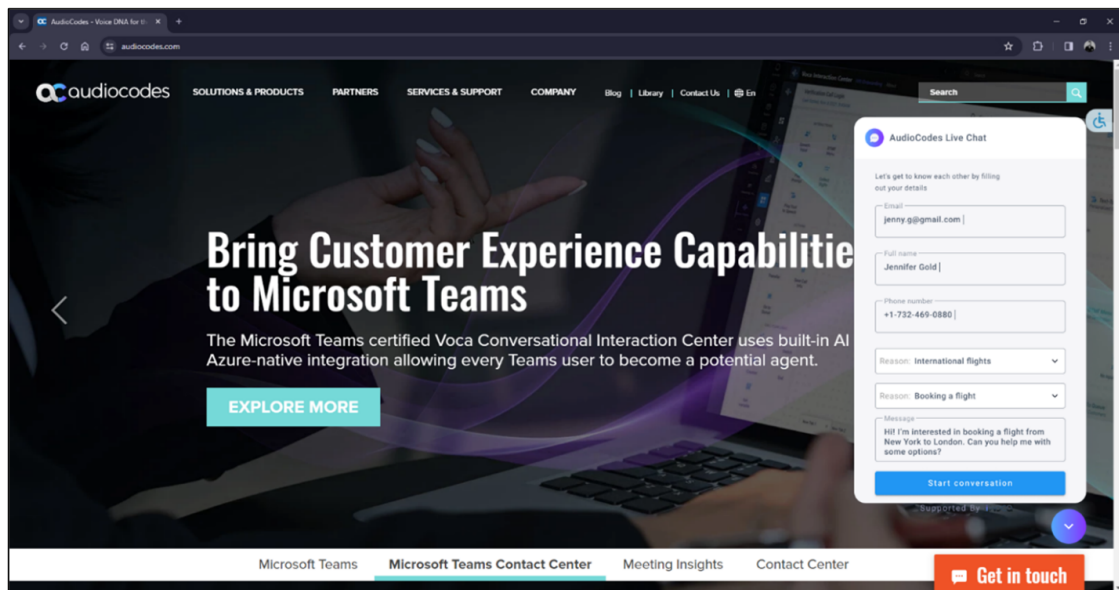 AudioCodes - Voice DNA for th
audiocodes.com
audiocodes
SOLUTIONS & PRODUCTS PARTNERS SERVICES & SUPPORT COMPANY Blog | Library | Contact Us | En
Search
Bring Customer Experience Capabilitie
to Microsoft Teams
The Microsoft Teams certified Voca Conversational Interaction Center uses built-in AI
Azure-native integration allowing every Teams user to become a potential agent.
EXPLORE MORE
AudioCodes Live Chat
Let's get to know each other by filling
out your details
Email
jenny.g@gmail.com
Full name
Jennifer Gold
Phone number
+1-732-469-0880
Reason: International flights
Reason: Booking a flight
Message
Hi! I'm interested in booking a flight from
New York to London. Can you help me with
some options?
Start conversation
Supported By
Microsoft Teams Microsoft Teams Contact Center Meeting Insights Contact Center
Get in touch